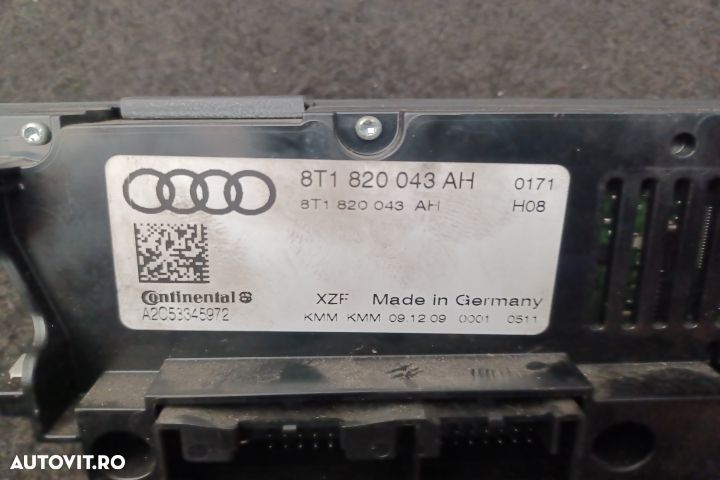 8T1 820 043 AH 0171
8T1 820 043 AH H08
Continental
A2C53345972
XZF Made in Germany
KMM KMM 09.12.09 0001 0511
AUTOVIT.RO